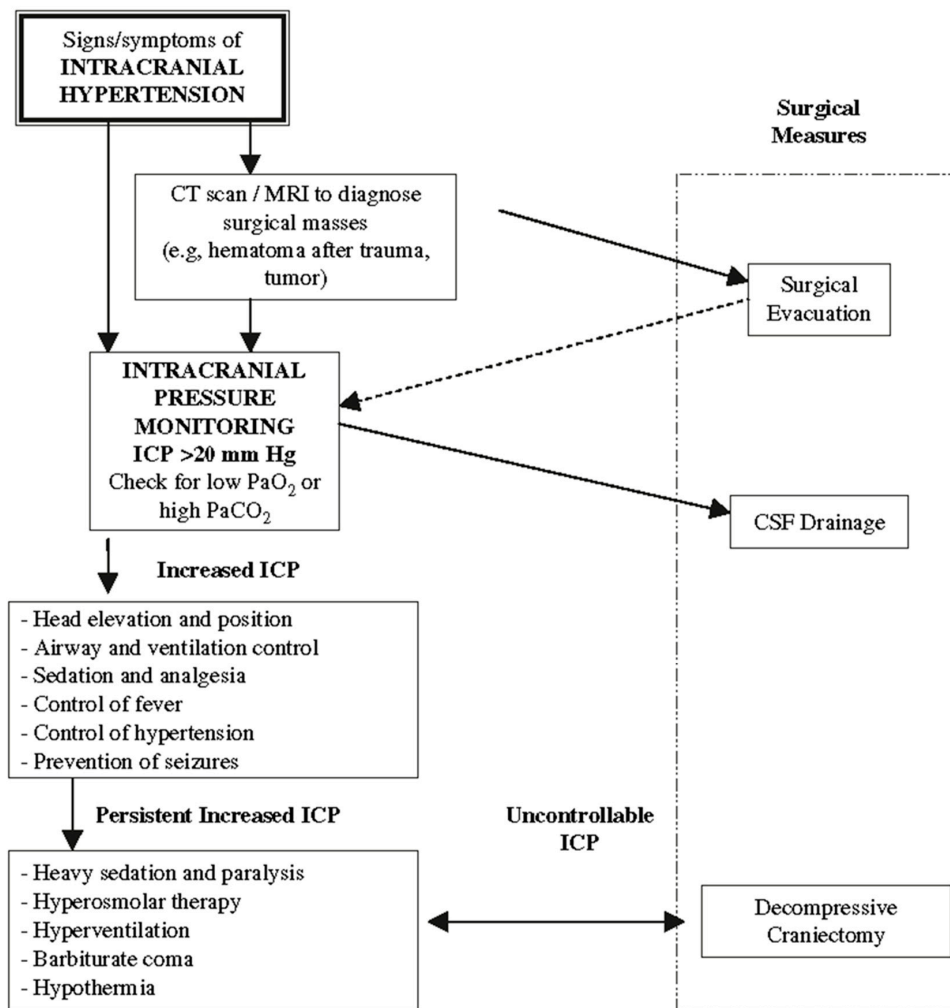 Signs/symptoms of
INTRACRANIAL
HYPERTENSION
Surgical
Measures
CT scan / MRI to diagnose
surgical masses
(e.g, hematoma after trauma,
tumor)
Surgical
Evacuation
INTRACRANIAL
PRESSURE
MONITORING
ICP >20 mm Hg
Check for low PaO₂ or
high PaCO₂
CSF Drainage
Increased ICP
- Head elevation and position
- Airway and ventilation control
- Sedation and analgesia
- Control of fever
- Control of hypertension
- Prevention of seizures
Persistent Increased ICP
Uncontrollable
ICP
- Heavy sedation and paralysis
- Hyperosmolar therapy
- Hyperventilation
- Barbiturate coma
- Hypothermia
Decompressive
Craniectomy